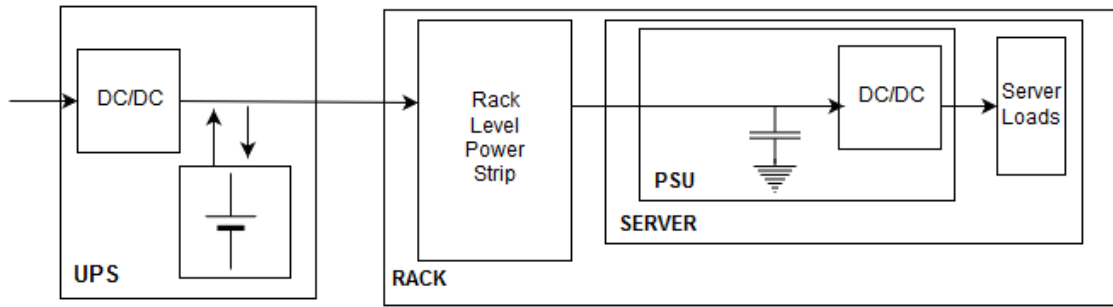 DC/DC
UPS
Rack
Level
Power
Strip
RACK
DC/DC
PSU
SERVER
Server
Loads